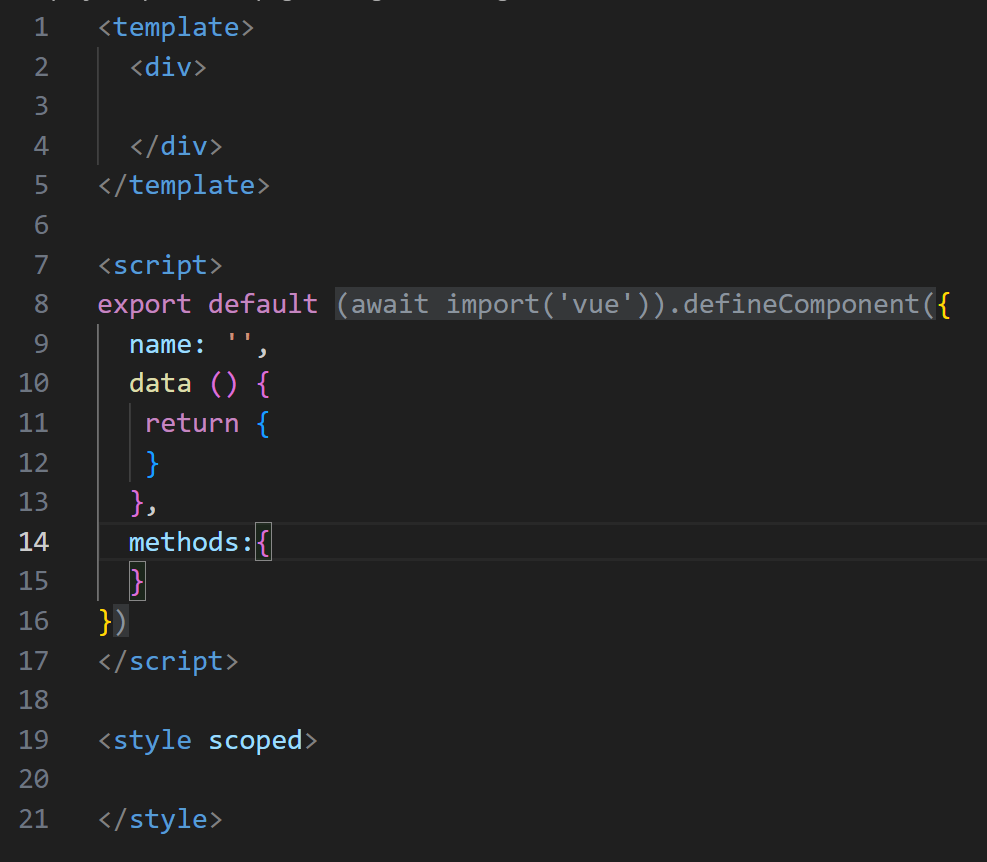 1 <template>
2 <div>
3
4 </div>
5 </template>
6
7 <script>
8 export default (await import('vue')).defineComponent({
9 name: '',
10 data () {
11 return {
12 }
13 },
14 methods:{
15 }
16 })
17 </script>
18
19 <style scoped>
20
21 </style>